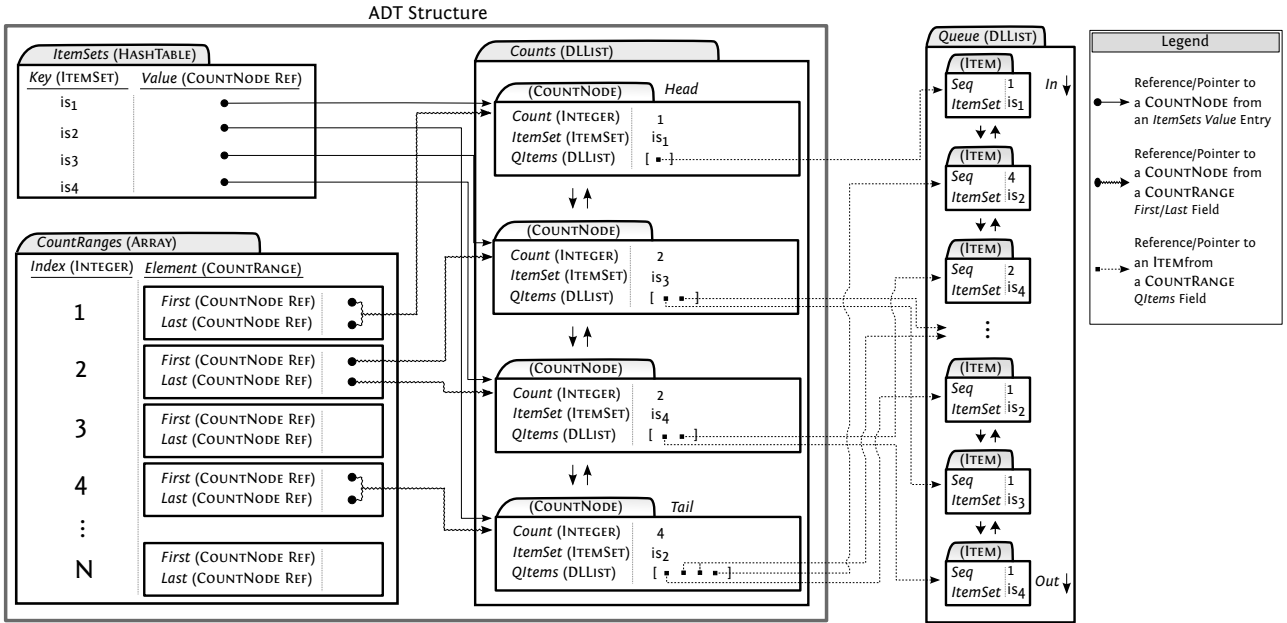 ADT Structure
ItemSets (HASHTABLE)
Key (ITEMSET) Value (COUNTNODE REF)
is1
is2
is3
is4
CountRanges (ARRAY)
Index (INTEGER) Element (COUNTRANGE)
1
First (COUNTNODE REF)
Last (COUNTNODE REF)
2
First (COUNTNODE REF)
Last (COUNTNODE REF)
3
First (COUNTNODE REF)
Last (COUNTNODE REF)
4
First (COUNTNODE REF)
Last (COUNTNODE REF)
⋮
N
First (COUNTNODE REF)
Last (COUNTNODE REF)
Counts (DLLIST)
(COUNTNODE) Head
Count (INTEGER) 1
ItemSet (ITEMSET) is1
QItems (DLLIST) [ ]
(COUNTNODE)
Count (INTEGER) 2
ItemSet (ITEMSET) is3
QItems (DLLIST) [ ]
(COUNTNODE)
Count (INTEGER) 2
ItemSet (ITEMSET) is4
QItems (DLLIST) [ ]
(COUNTNODE) Tail
Count (INTEGER) 4
ItemSet (ITEMSET) is2
QItems (DLLIST) [ ]
Queue (DLLIST)
(ITEM)
Seq 1 In
ItemSet is1
(ITEM)
Seq 4
ItemSet is2
(ITEM)
Seq 2
ItemSet is4
⋮
(ITEM)
Seq 1
ItemSet is2
(ITEM)
Seq 1
ItemSet is3
(ITEM)
Seq 1
ItemSet is4 Out
Legend
Reference/Pointer to
a COUNTNODE from
an ItemSets Value Entry
Reference/Pointer to
a COUNTNODE from
a COUNTRANGE
First/Last Field
Reference/Pointer to
an ITEMfrom
a COUNTRANGE
QItems Field